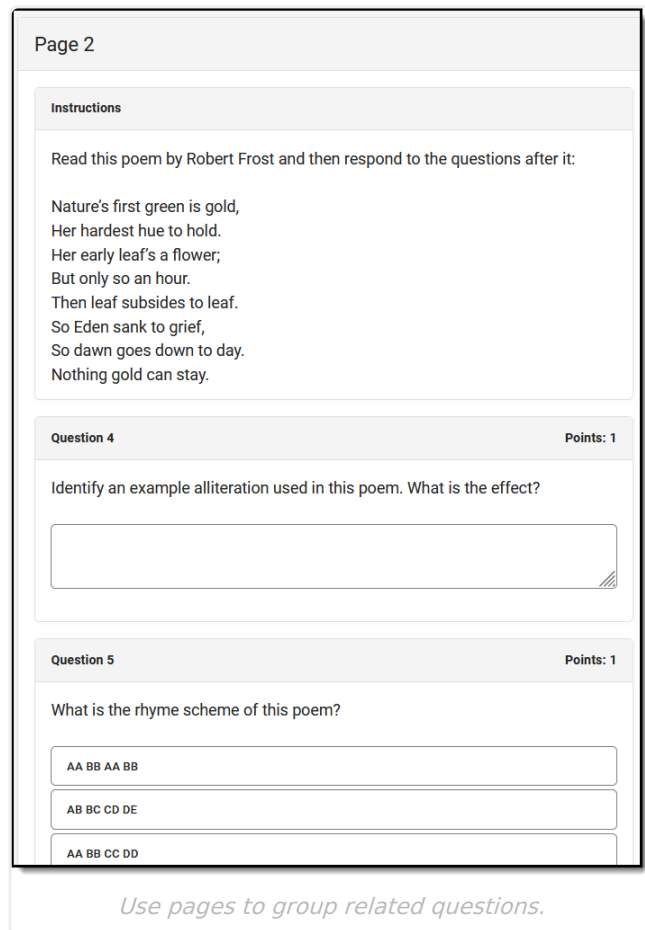 Page 2
Instructions
Read this poem by Robert Frost and then respond to the questions after it:
Nature’s first green is gold,
Her hardest hue to hold.
Her early leaf’s a flower;
But only so an hour.
Then leaf subsides to leaf.
So Eden sank to grief,
So dawn goes down to day.
Nothing gold can stay.
Question 4 Points: 1
Identify an example alliteration used in this poem. What is the effect?
Question 5 Points: 1
What is the rhyme scheme of this poem?
AA BB AA BB
AB BC CD DE
AA BB CC DD
Use pages to group related questions.